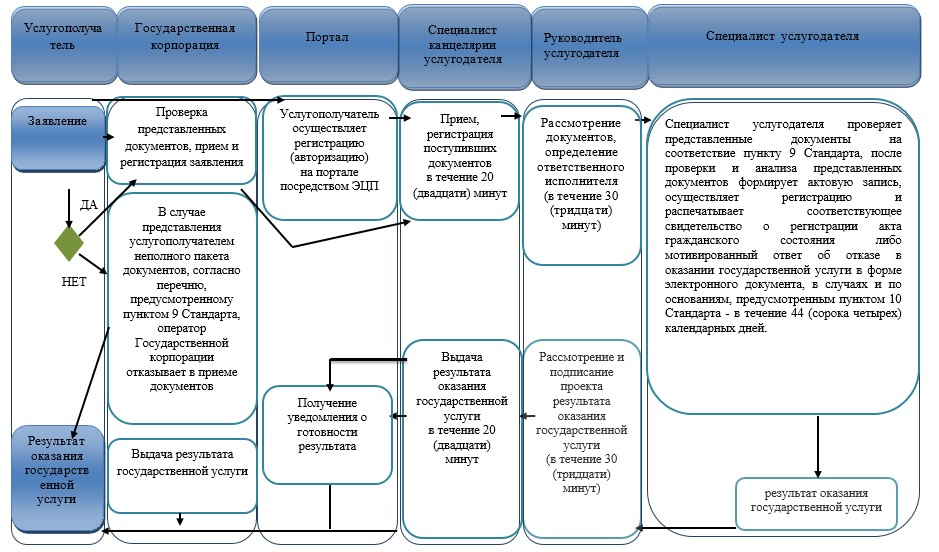 Услугополуча
тель
Государственная
корпорация
Портал
Специалист
канцелярии
услугодателя
Руководитель
услугодателя
Специалист услугодателя
Заявление
ДА
НЕТ
Результат
оказания
государств
енной
услуги
Проверка
представленных
документов, прием и
регистрация заявления
В случае
представления
услугополучателем
неполного пакета
документов, согласно
перечню,
предусмотренному
пунктом 9 Стандарта,
оператор
Государственной
корпорации
отказывает в приеме
документов
Выдача результата
государственной услуги
Услугополучатель
осуществляет
регистрацию
(авторизацию)
на портале
посредством ЭЦП
Получение
уведомления о
готовности
результата
Прием,
регистрация
поступивших
документов
в течение 20
(двадцати) минут
Выдача
результата
оказания
государственной
услуги
в течение 20
(двадцати)
минут
Рассмотрение
документов,
определение
ответственного
исполнителя
(в течение 30
(тридцати)
минут)
Рассмотрение и
подписание
проекта
результата
оказания
государственной
услуги
(в течение 30
(тридцати)
минут)
Специалист услугодателя проверяет
представленные документы на
соответствие пункту 9 Стандарта, после
проверки и анализа представленных
документов формирует актовую запись,
осуществляет регистрацию и
распечатывает соответствующее
свидетельство о регистрации акта
гражданского состояния либо
мотивированный ответ об отказе в
оказании государственной услуги в форме
электронного документа, в случаях и по
основаниям, предусмотренным пунктом 10
Стандарта - в течение 44 (сорока четырех)
календарных дней.
результат оказания
государственной услуги